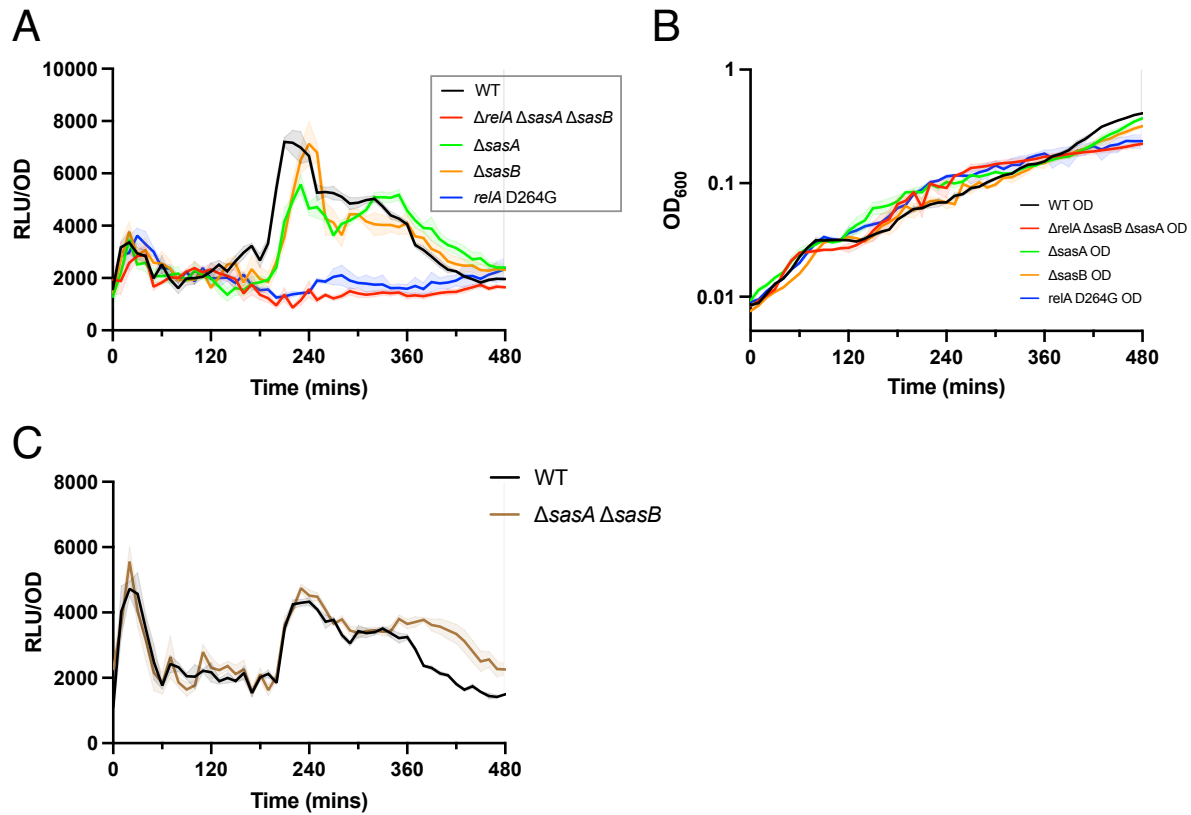 A
RLU/OD
10000
8000
6000
4000
2000
0
0
120
240
360
480
Time (mins)
WT
ΔrelA ΔsasA ΔsasB
ΔsasA
ΔsasB
relA D264G
B
OD600
1
0.1
0.01
0
120
240
360
480
Time (mins)
WT OD
ΔrelA ΔsasB ΔsasA OD
ΔsasA OD
ΔsasB OD
relA D264G OD
C
RLU/OD
8000
6000
4000
2000
0
0
120
240
360
480
Time (mins)
WT
ΔsasA ΔsasB